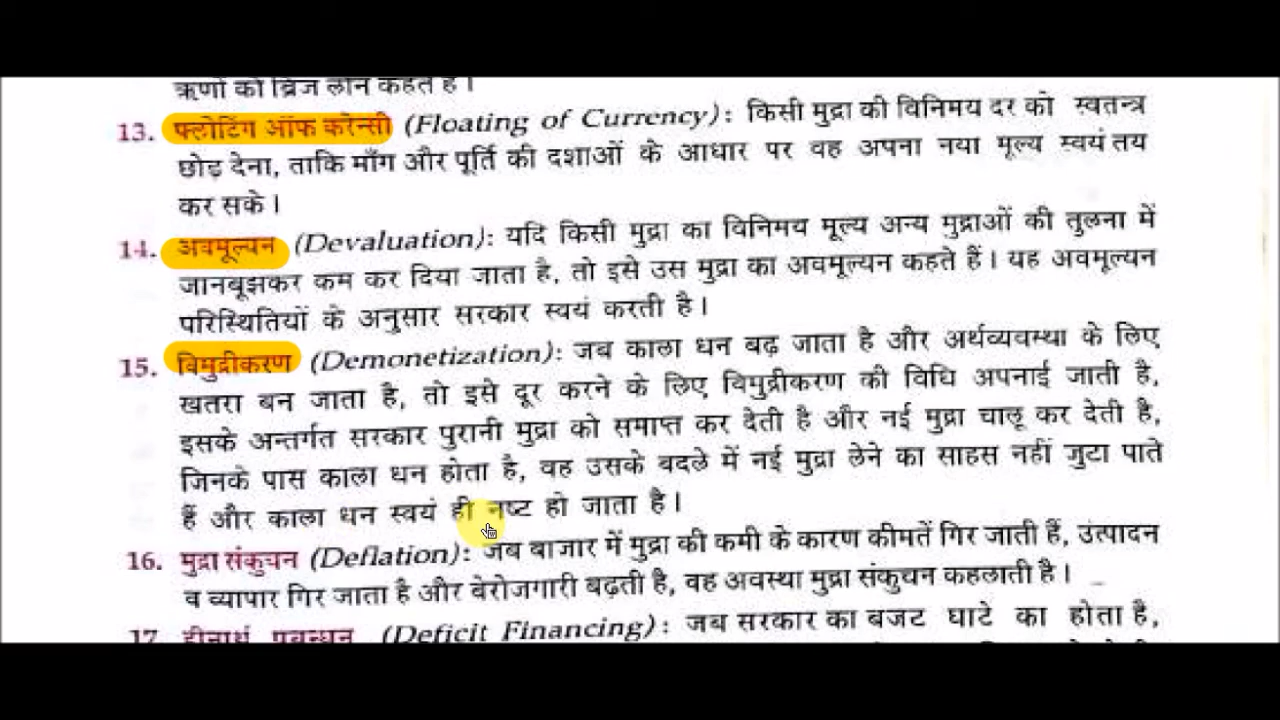 ऋणों को ब्रिज लोन कहते हैं।
13. फ्लोटिंग ऑफ करेन्सी (Floating of Currency) : किसी मुद्रा की विनिमय दर को स्वतन्त्र
छोड़ देना, ताकि माँग और पूर्ति की दशाओं के आधार पर वह अपना नया मूल्य स्वयं तय
कर सके।
14. अवमूल्यन (Devaluation) : यदि किसी मुद्रा का विनिमय मूल्य अन्य मुद्राओं की तुलना में
जानबूझकर कम कर दिया जाता है, तो इसे उस मुद्रा का अवमूल्यन कहते हैं। यह अवमूल्यन
परिस्थितियों के अनुसार सरकार स्वयं करती है।
15. विमुद्रीकरण (Demonetization) : जब काला धन बढ़ जाता है और अर्थव्यवस्था के लिए
खतरा बन जाता है, तो इसे दूर करने के लिए विमुद्रीकरण की विधि अपनाई जाती है,
इसके अन्तर्गत सरकार पुरानी मुद्रा को समाप्त कर देती है और नई मुद्रा चालू कर देती है,
जिनके पास काला धन होता है, वह उसके बदले में नई मुद्रा लेने का साहस नहीं जुटा पाते
हैं और काला धन स्वयं ही नष्ट हो जाता है।
16. मुद्रा संकुचन (Deflation) : जब बाजार में मुद्रा की कमी के कारण कीमतें गिर जाती हैं, उत्पादन
व व्यापार गिर जाता है और बेरोजगारी बढ़ती है, वह अवस्था मुद्रा संकुचन कहलाती है।
17. हीनार्थ प्रबन्धन (Deficit Financing) : जब सरकार का बजट घाटे का होता है,